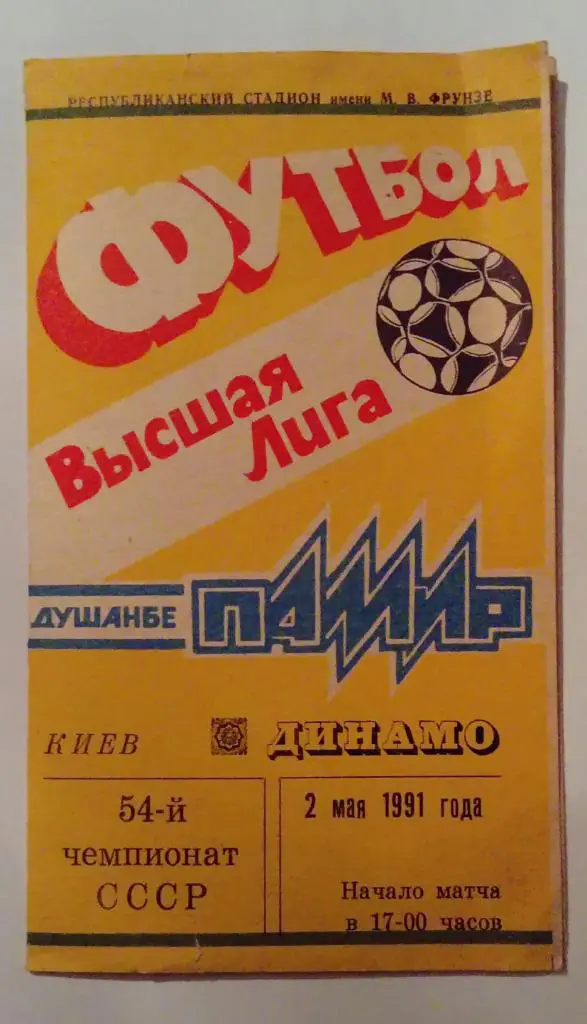 РЕСПУБЛИКАНСКИЙ СТАДИОН имени М. В. ФРУНЗЕ
ФУТБОЛ
Высшая
Лига
ДУШАНБЕ ПАМИР
КИЕВ ДИНАМО
54-й
чемпионат
СССР
2 мая 1991 года
Начало матча
в 17-00 часов